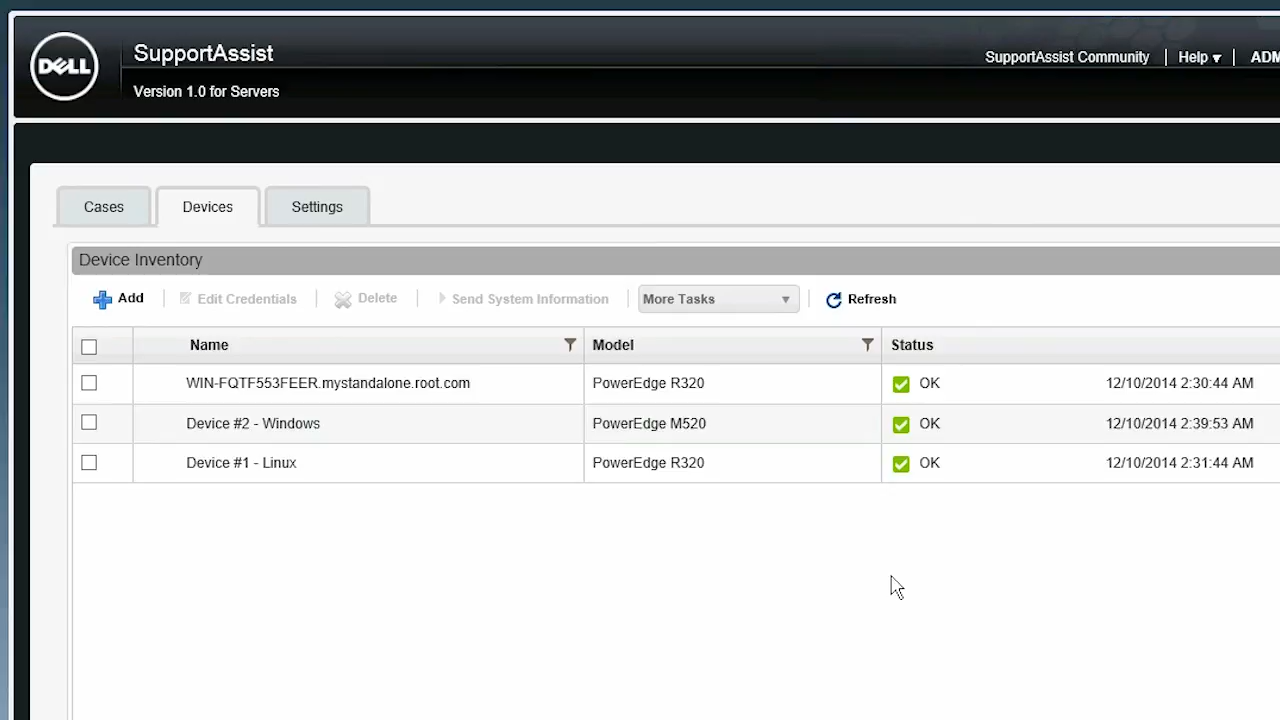 DELL
SupportAssist
Version 1.0 for Servers
SupportAssist Community Help ADM
Cases Devices Settings
Device Inventory
Add Edit Credentials Delete Send System Information More Tasks Refresh
Name Model Status
WIN-FQTF553FEER.mystandalone.root.com PowerEdge R320 OK 12/10/2014 2:30:44 AM
Device #2 - Windows PowerEdge M520 OK 12/10/2014 2:39:53 AM
Device #1 - Linux PowerEdge R320 OK 12/10/2014 2:31:44 AM